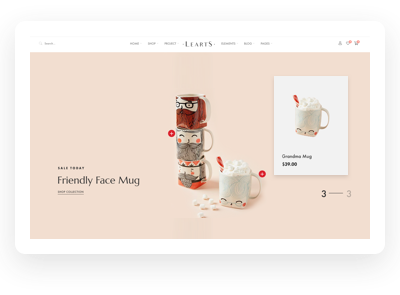 Search...
HOME SHOP PROJECT LEARTS ELEMENTS BLOG PAGES
SALE TODAY
Friendly Face Mug
SHOP COLLECTION
Grandma Mug
$39.00
3 3